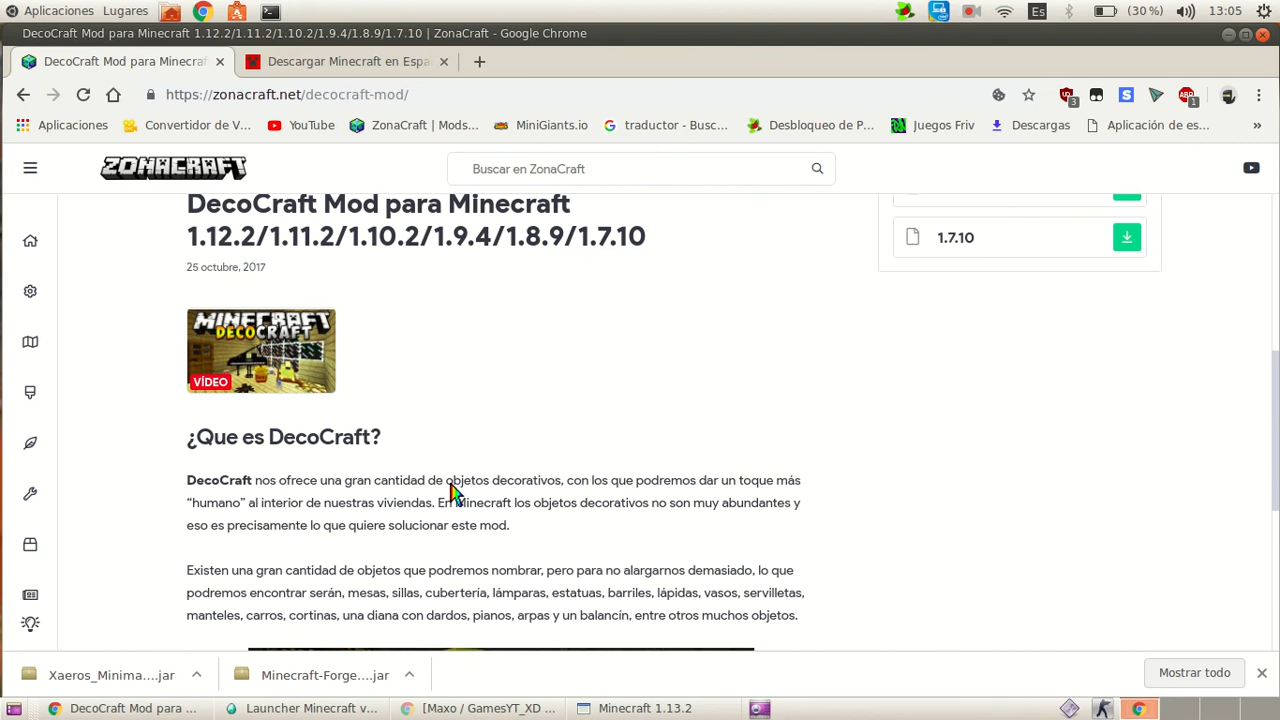 Aplicaciones Lugares Es (30 %) 13:05
DecoCraft Mod para Minecraft 1.12.2/1.11.2/1.10.2/1.9.4/1.8.9/1.7.10 | ZonaCraft - Google Chrome
DecoCraft Mod para Minecraf × Descargar Minecraft en Espa × +
https://zonacraft.net/decocraft-mod/ 3 ABP 1
Aplicaciones Convertidor de V... YouTube ZonaCraft | Mods... MiniGiants.io traductor - Busc... Desbloqueo de P... Juegos Friv Descargas Aplicación de es... »
ZONACRAFT Buscar en ZonaCraft
DecoCraft Mod para Minecraft
1.12.2/1.11.2/1.10.2/1.9.4/1.8.9/1.7.10
1.7.10
25 octubre, 2017
MINECRAFT
DECOCRAFT
VÍDEO
¿Que es DecoCraft?
DecoCraft nos ofrece una gran cantidad de objetos decorativos, con los que podremos dar un toque más
“humano” al interior de nuestras viviendas. En Minecraft los objetos decorativos no son muy abundantes y
eso es precisamente lo que quiere solucionar este mod.
Existen una gran cantidad de objetos que podremos nombrar, pero para no alargarnos demasiado, lo que
podremos encontrar serán, mesas, sillas, cubertería, lámparas, estatuas, barriles, lápidas, vasos, servilletas,
manteles, carros, cortinas, una diana con dardos, pianos, arpas y un balancín, entre otros muchos objetos.
Xaeros_Minima....jar Minecraft-Forge....jar Mostrar todo
DecoCraft Mod para ... Launcher Minecraft v... [Maxo / GamesYT_XD ... Minecraft 1.13.2